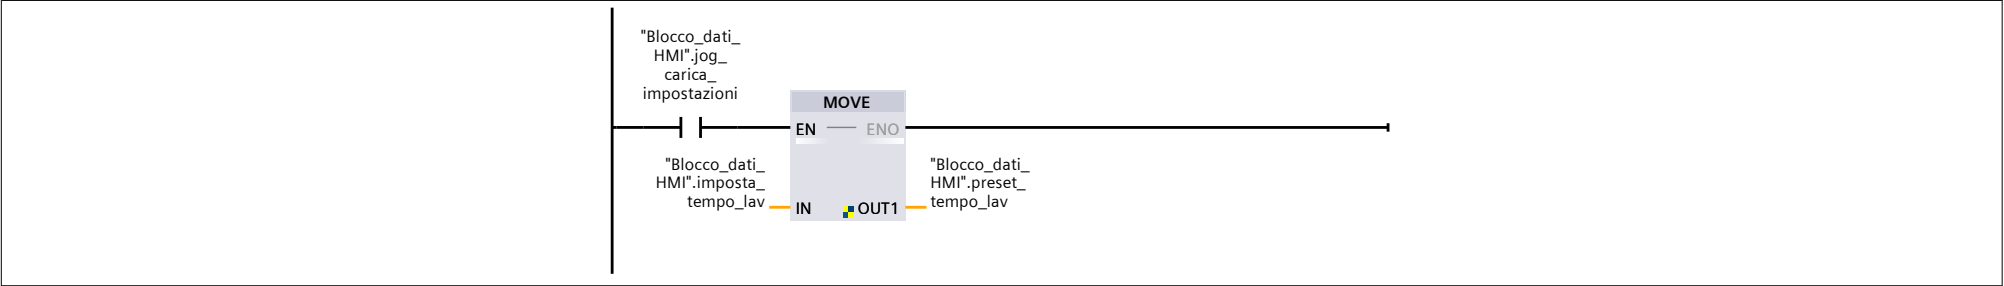 "Blocco_dati_
HMI".jog_
carica_
impostazioni
MOVE
EN
ENO
"Blocco_dati_
HMI".imposta_
tempo_lav
IN
OUT1
"Blocco_dati_
HMI".preset_
tempo_lav